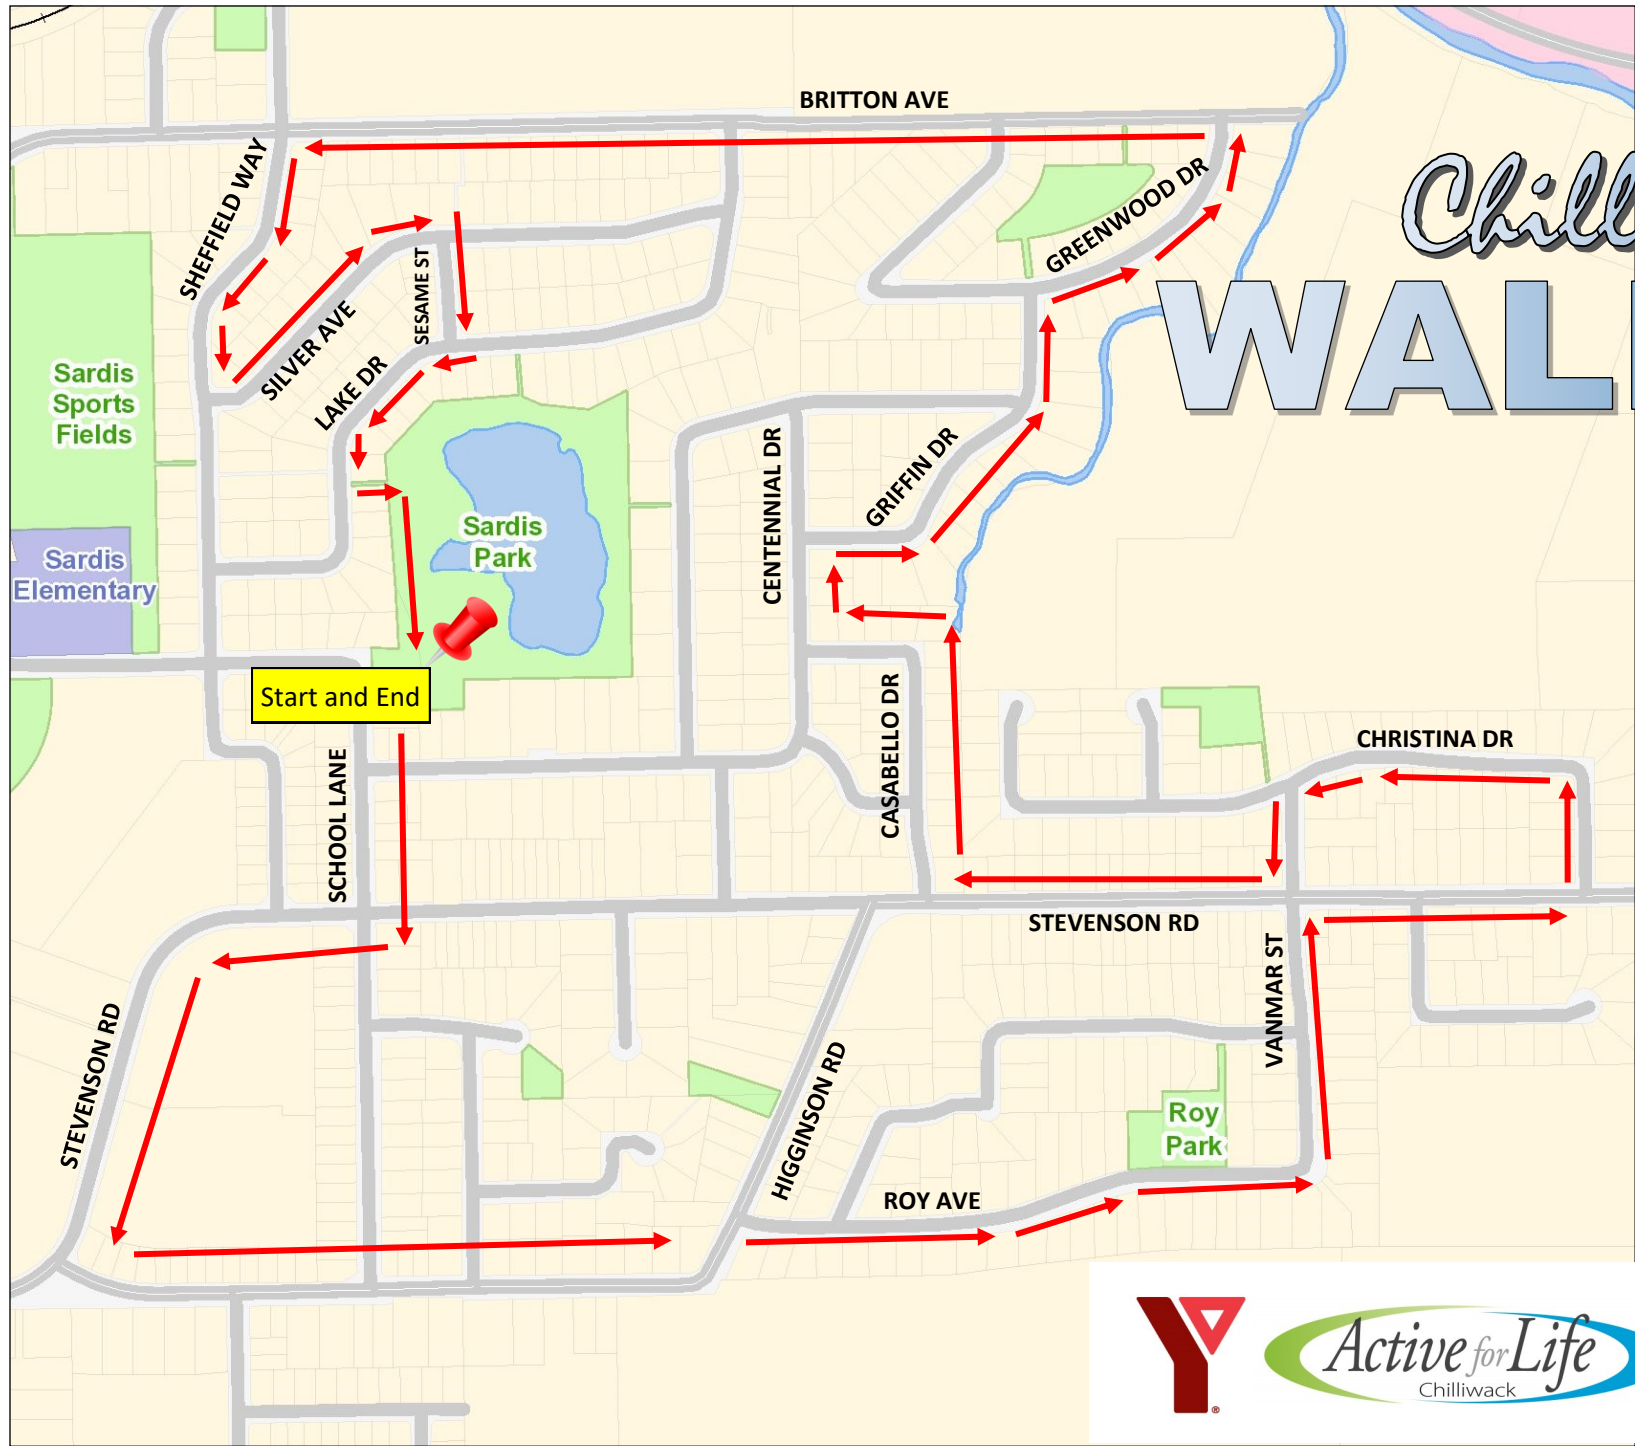 BRITTON AVE
SHEFFIELD WAY
GREENWOOD DR
Chill
WAL
SESAME ST
SILVER AVE
LAKE DR
Sardis
Sports
Fields
CENTENNIAL DR
GRIFFIN DR
Sardis
Park
Sardis
Elementary
Start and End
CASABELLO DR
CHRISTINA DR
SCHOOL LANE
STEVENSON RD
VANMAR ST
STEVENSON RD
HIGGINSON RD
Roy
Park
ROY AVE
Y®
Active for Life
Chilliwack